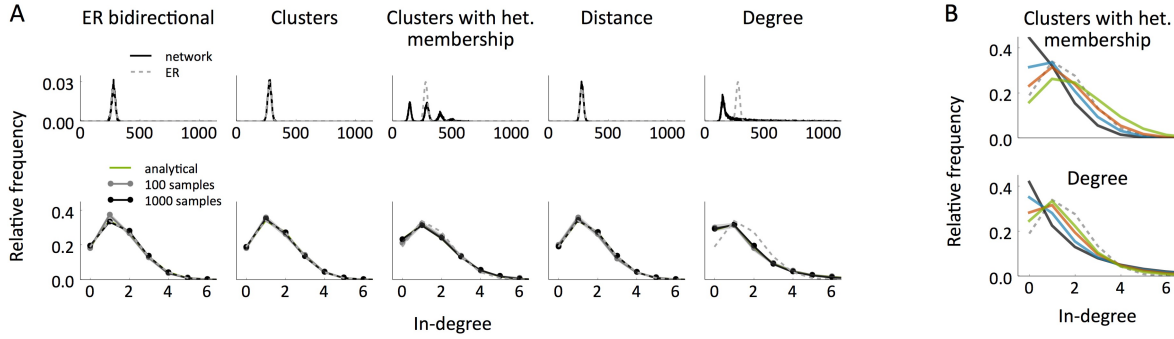 A
ER bidirectional
Clusters
Clusters with het.
membership
Distance
Degree
network
ER
0.03
0.00
0 500 1000
0 500 1000
0 500 1000
0 500 1000
0 500 1000
Relative frequency
analytical
100 samples
1000 samples
0.4
0.2
0.0
0 2 4 6
0 2 4 6
0 2 4 6
0 2 4 6
0 2 4 6
In-degree
B
Clusters with het.
membership
0.4
0.2
0.0
Relative frequency
Degree
0.4
0.2
0.0
0 2 4 6
In-degree